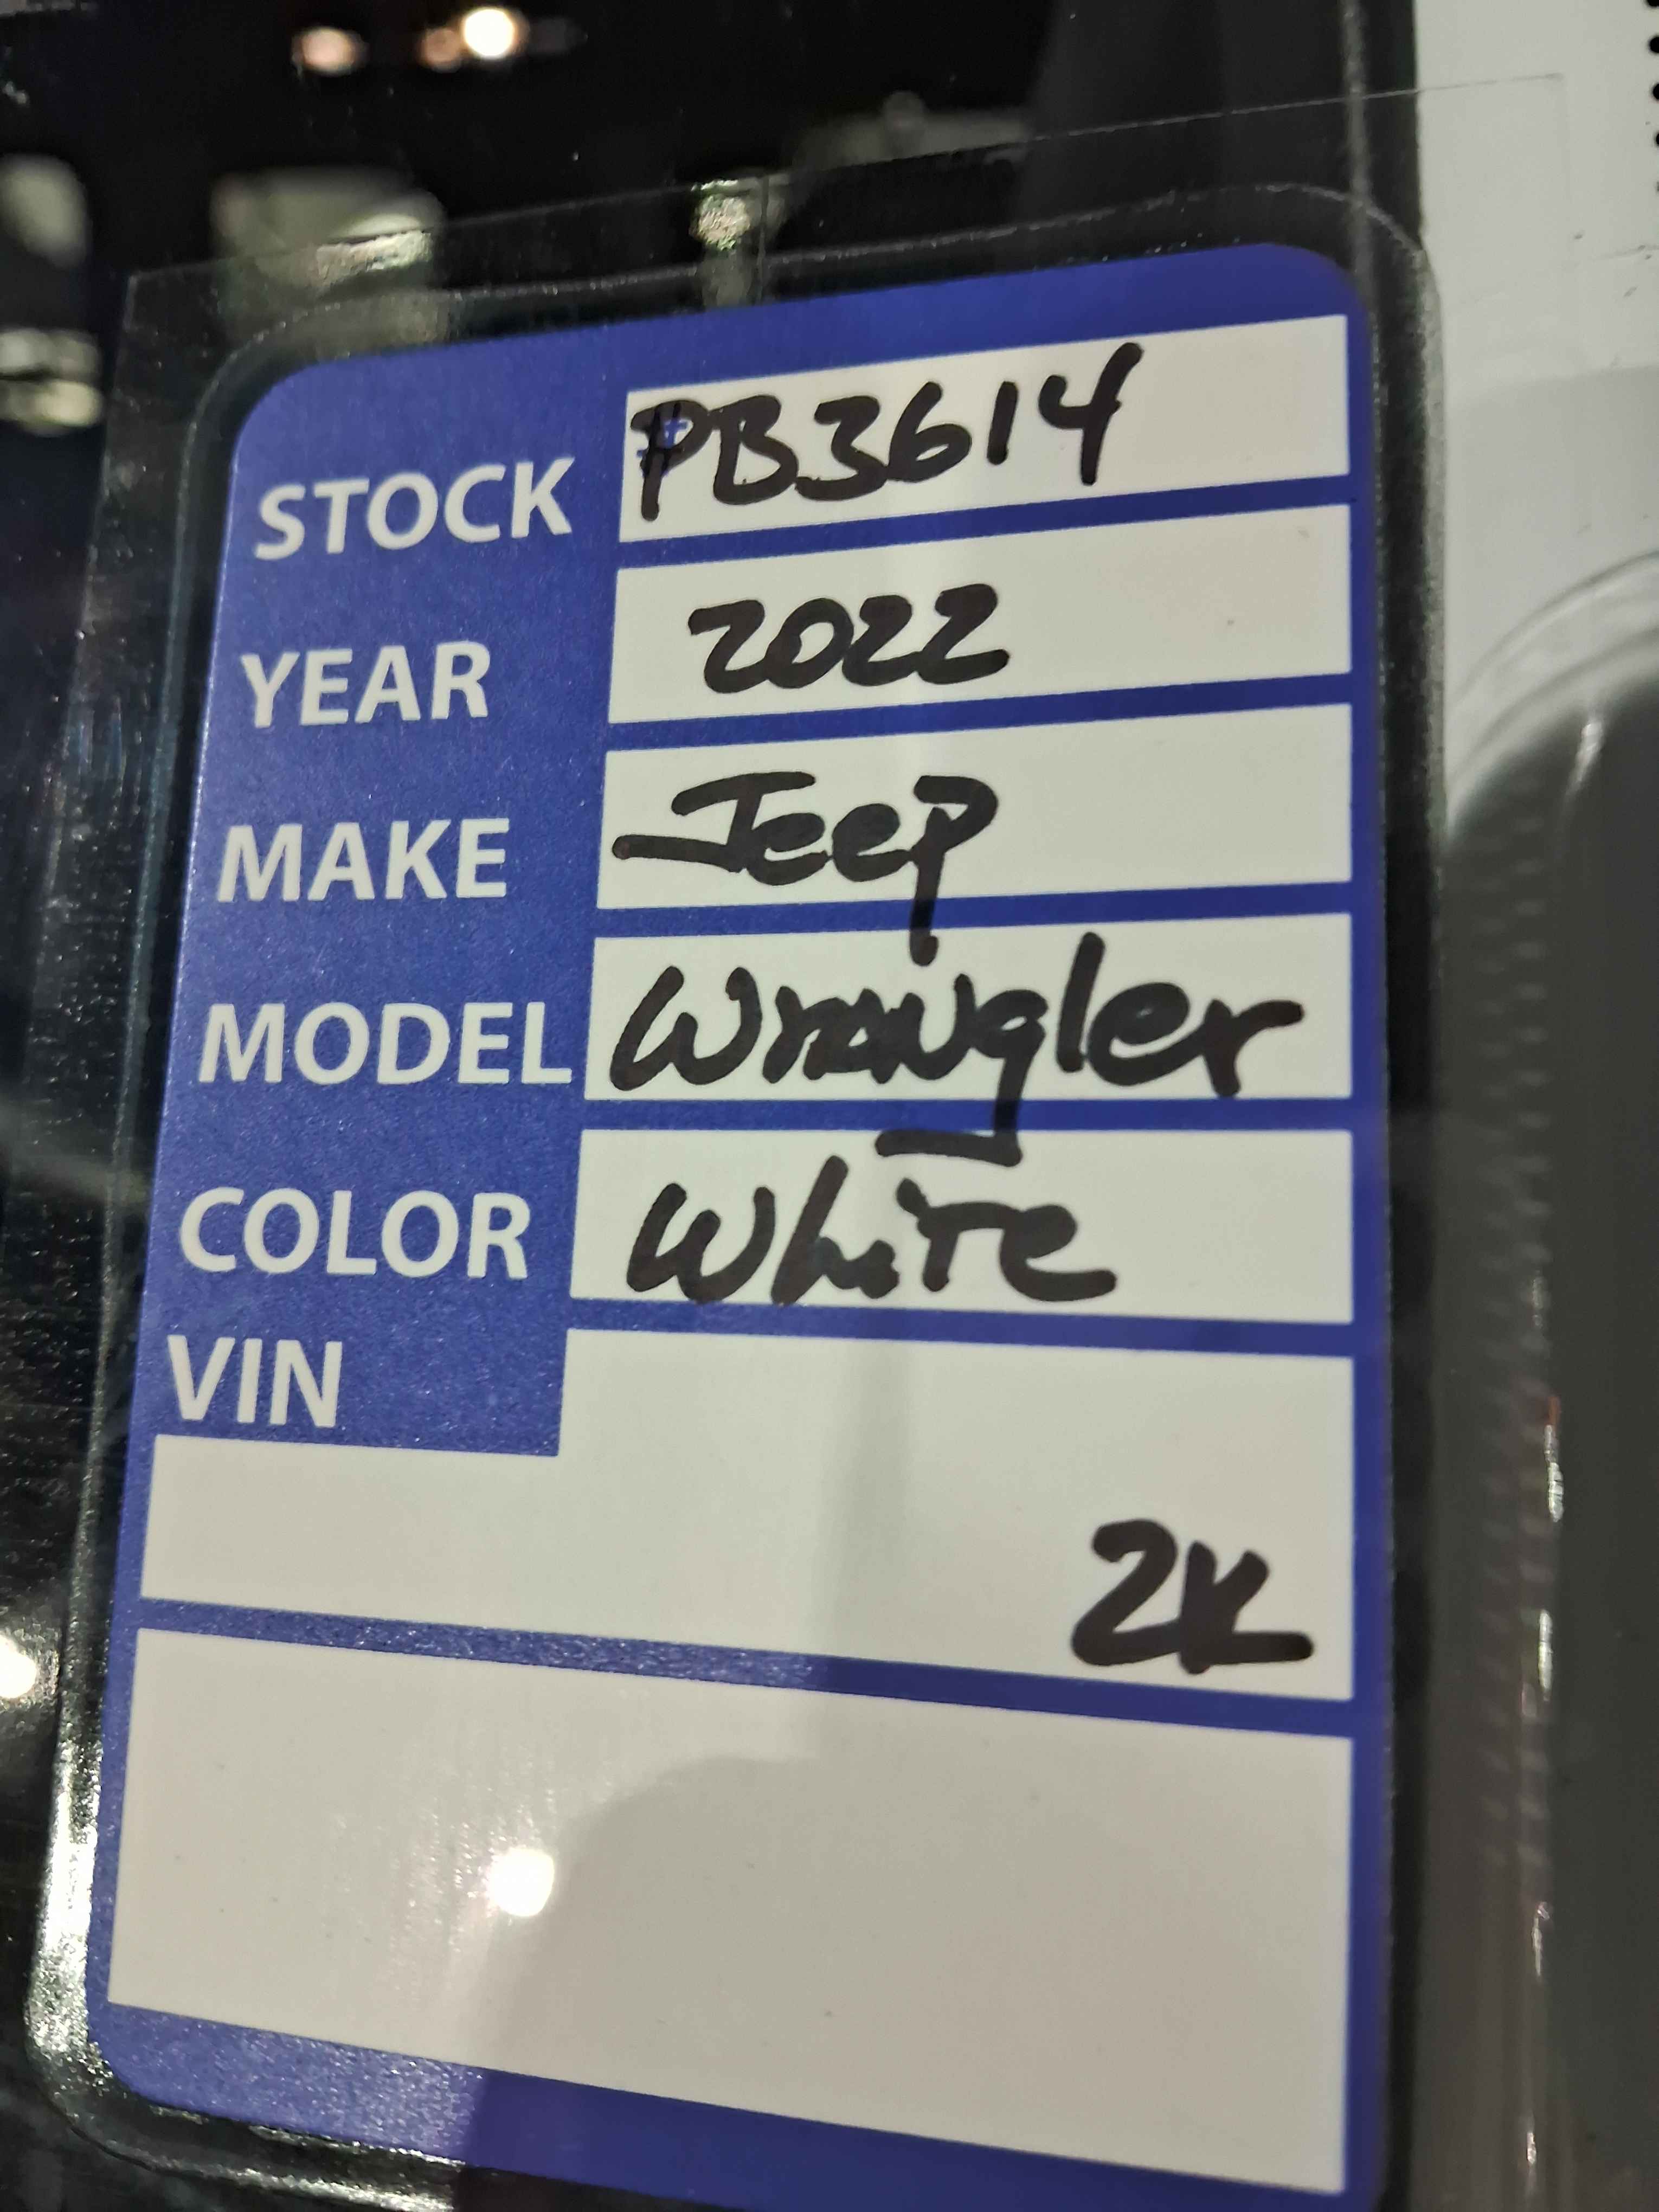 STOCK #PB3614
YEAR 2022
MAKE Jeep
MODEL Wrangler
COLOR White
VIN
2K